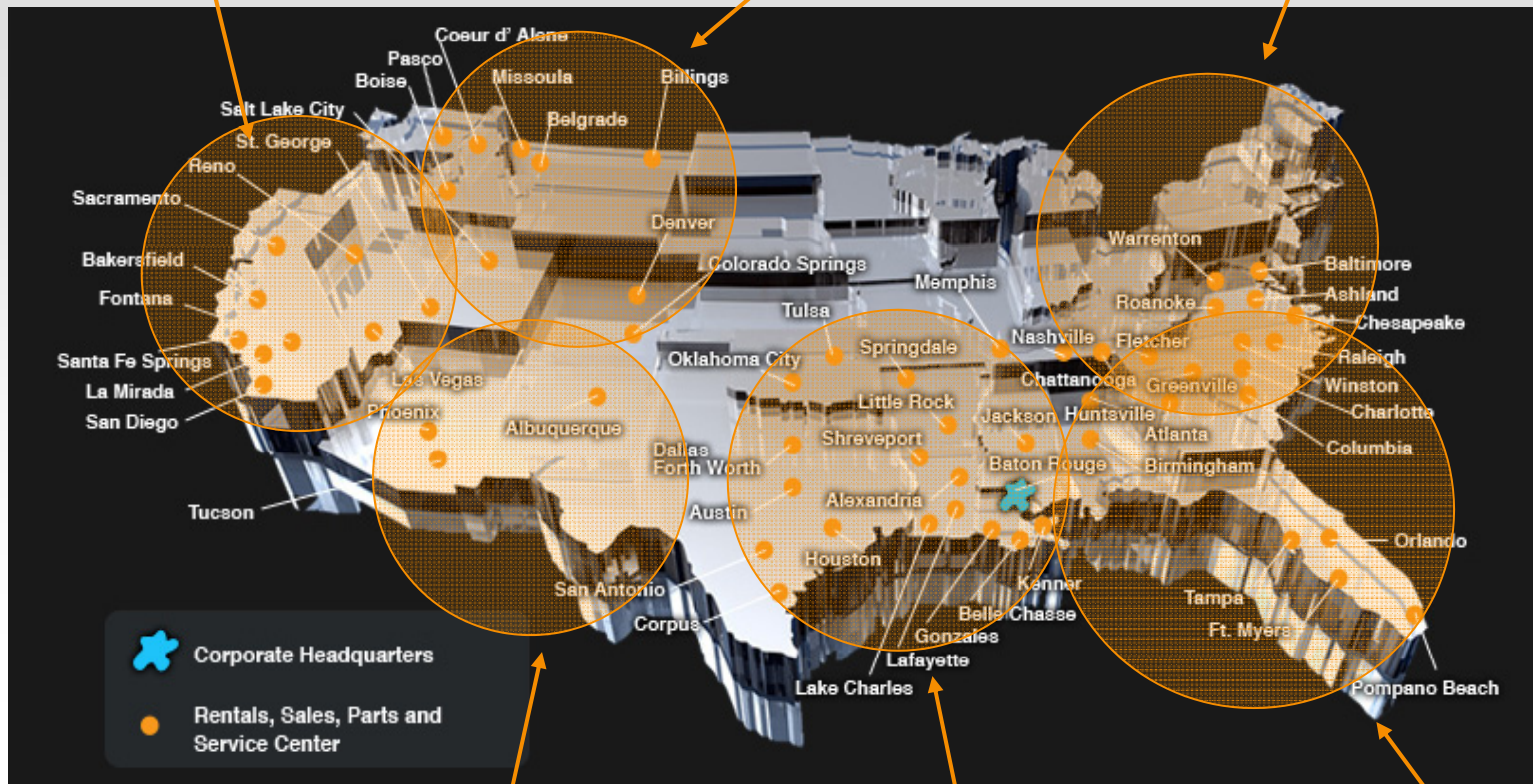 Coeur d' Alene
Pasco
Boise
Missoula
Billings
Salt Lake City
Belgrade
St. George
Reno
Sacramento
Denver
Warrenton
Bakersfield
Colorado Springs
Baltimore
Fontana
Memphis
Roanoke
Ashland
Tulsa
Chesapeake
Santa Fe Springs
Oklahoma City
Springdale
Nashville
Fletcher
Raleigh
La Mirada
Las Vegas
Chattanooga
Greenville
Winston
San Diego
Phoenix
Little Rock
Jackson
Huntsville
Charlotte
Albuquerque
Shreveport
Atlanta
Columbia
Dallas
Forth Worth
Baton Rouge
Birmingham
Tucson
Austin
Alexandria
Orlando
Houston
San Antonio
Kenner
Tampa
Corpus
Belle Chasse
Ft. Myers
Gonzales
Lafayette
Lake Charles
Pompano Beach
Corporate Headquarters
Rentals, Sales, Parts and
Service Center